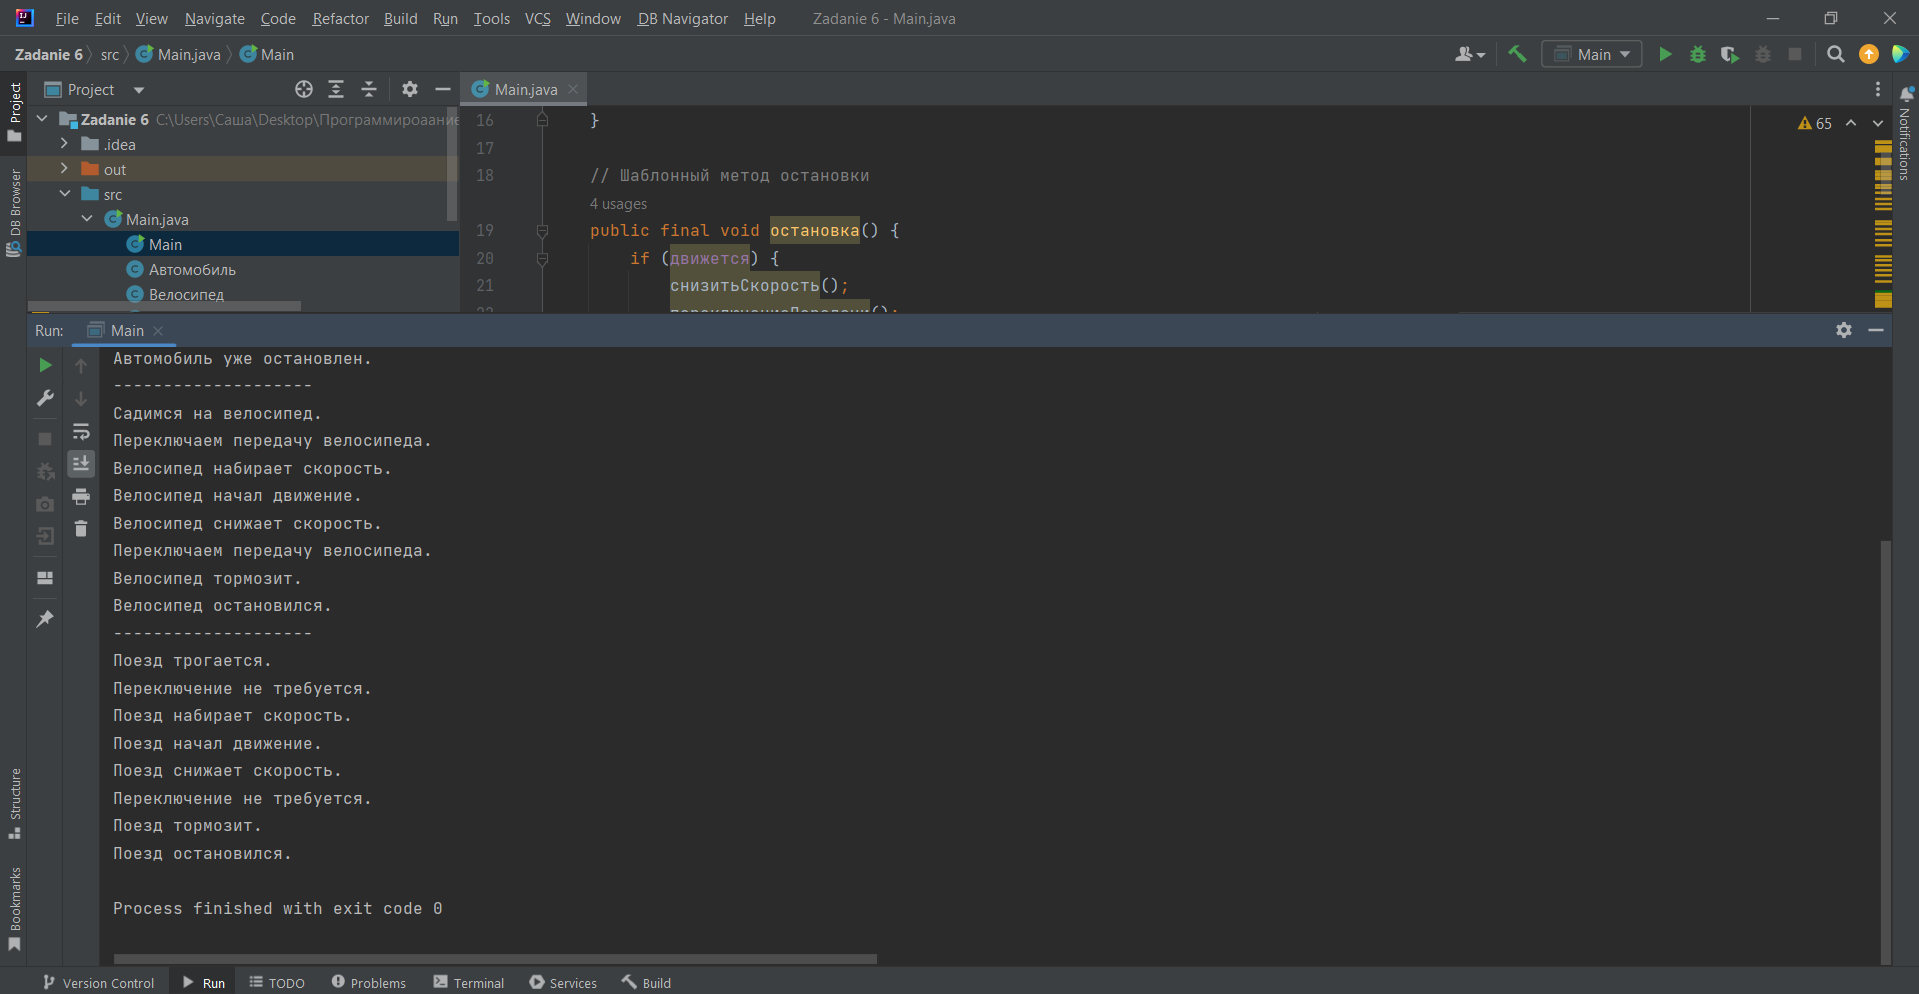 File Edit View Navigate Code Refactor Build Run Tools VCS Window DB Navigator Help Zadanie 6 - Main.java
Zadanie 6 src Main.java Main
Main
Project
Main.java
Project
DB Browser
Structure
Bookmarks
Notifications
Zadanie 6 C:\Users\Саша\Desktop\Программироаание
.idea
out
src
Main.java
Main
Автомобиль
Велосипед
65
16 }
17
18 // Шаблонный метод остановки
4 usages
19 public final void остановка() {
20 if (движется) {
21 снизитьСкорость();
22 переключениеПередачи();
Run: Main
Автомобиль уже остановлен.
--------------------
Садимся на велосипед.
Переключаем передачу велосипеда.
Велосипед набирает скорость.
Велосипед начал движение.
Велосипед снижает скорость.
Переключаем передачу велосипеда.
Велосипед тормозит.
Велосипед остановился.
--------------------
Поезд трогается.
Переключение не требуется.
Поезд набирает скорость.
Поезд начал движение.
Поезд снижает скорость.
Переключение не требуется.
Поезд тормозит.
Поезд остановился.
Process finished with exit code 0
Version Control Run TODO Problems Terminal Services Build